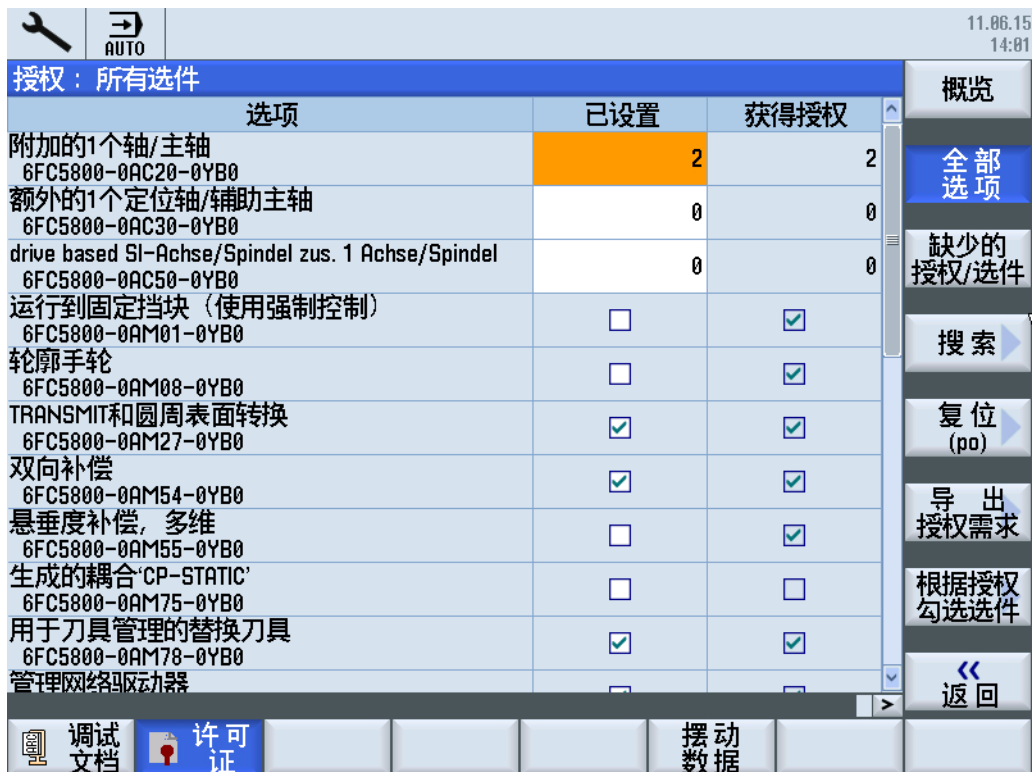 AUTO
11.06.15
14:01
授权：所有选件
选项 已设置 获得授权
附加的1个轴/主轴
6FC5800-0AC20-0YB0
2 2
额外的1个定位轴/辅助主轴
6FC5800-0AC30-0YB0
0 0
drive based SI-Achse/Spindel zus. 1 Achse/Spindel
6FC5800-0AC50-0YB0
0 0
运行到固定挡块（使用强制控制）
6FC5800-0AM01-0YB0
轮廓手轮
6FC5800-0AM08-0YB0
TRANSMIT和圆周表面转换
6FC5800-0AM27-0YB0
双向补偿
6FC5800-0AM54-0YB0
悬垂度补偿，多维
6FC5800-0AM55-0YB0
生成的耦合‘CP-STATIC’
6FC5800-0AM75-0YB0
用于刀具管理的替换刀具
6FC5800-0AM78-0YB0
管理网络驱动器
概览
全部
选项
缺少的
授权/选件
搜索
复位
(po)
导出
授权需求
根据授权
勾选选件
«
返回
>
调试
文档
许可
证
摆动
数据